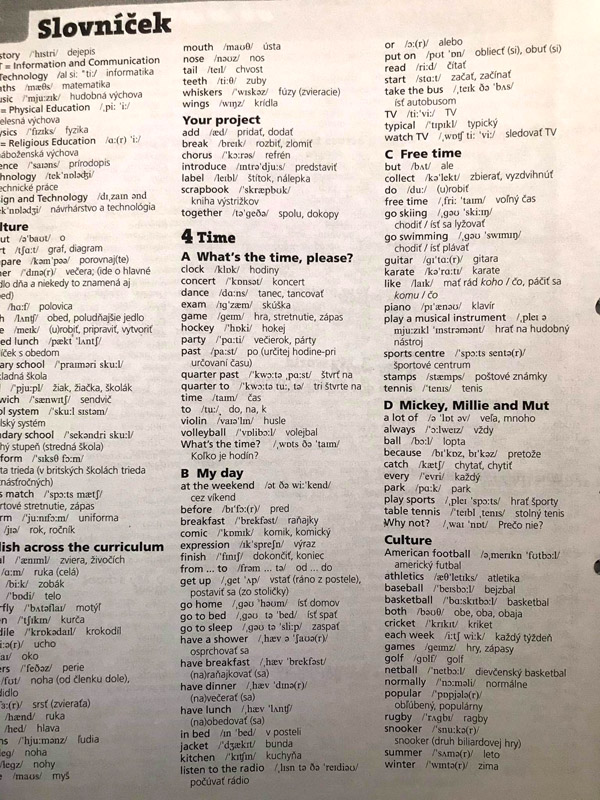 Slovníček
story /ˈhɪstri/ dejepis
T = Information and Communication
Technology /aɪ siː ˈtiː/ informatika
ths /mæθs/ matematika
usic /ˈmjuːzɪk/ hudobná výchova
= Physical Education /ˌpiː ˈiː/
elesná výchova
ysics /ˈfɪzɪks/ fyzika
= Religious Education /ɑː(r) ˈiː/
áboženská výchova
ence /ˈsaɪəns/ prírodopis
hnology /tekˈnɒlədʒi/
echnické práce
ign and Technology /dɪˌzaɪn ənd
ekˈnɒlədʒi/ návrhárstvo a technológia
lture
ut /əˈbaʊt/ o
rt /tʃɑːt/ graf, diagram
pare /kəmˈpeə/ porovnaj(te)
ner /ˈdɪnə(r)/ večera; (ide o hlavné
dlo dňa a niekedy to znamená aj
bed)
/hɑːf/ polovica
h /lʌntʃ/ obed, poludňajšie jedlo
e /meɪk/ (u)robiť, pripraviť, vytvoriť
ed lunch /pækt ˈlʌntʃ/
íček s obedom
ary school /ˈpraɪməri skuːl/
kladná škola
l /ˈpjuːpl/ žiak, žiačka, školák
wich /ˈsænwɪtʃ/ sendvič
ol system /ˈskuːl sɪstəm/
lský systém
ndary school /ˈsekəndri skuːl/
hý stupeň (stredná škola)
form /ˈsɪksθ fɔːm/
ta trieda (v britských školách trieda
násťročných)
s match /ˈspɔːts mætʃ/
ortové stretnutie, zápas
rm /ˈjuːnɪfɔːm/ uniforma
/jɪə/ rok, ročník
lish across the curriculum
al /ˈænɪml/ zviera, živočích
/ɑːm/ ruka (celá)
/biːk/ zobák
/ˈbɒdi/ telo
rfly /ˈbʌtəflaɪ/ motýľ
en /ˈtʃɪkɪn/ kurča
dile /ˈkrɒkədaɪl/ krokodíl
ucho
/aɪ/ oko
ers /ˈfeðəz/ perie
/fʊt/ noha (od členku dole),
didlo
srsť (zvieraťa)
/hænd/ ruka
/hed/ hlava
ns /ˈhjuːmənz/ ľudia
/leg/ noha
/legz/ nohy
e /maʊs/ myš
mouth /maʊθ/ ústa
nose /nəʊz/ nos
tail /teɪl/ chvost
teeth /tiːθ/ zuby
whiskers /ˈwɪskəz/ fúzy (zvieracie)
wings /wɪŋz/ krídla
Your project
add /æd/ pridať, dodať
break /breɪk/ rozbiť, zlomiť
chorus /ˈkɔːrəs/ refrén
introduce /ɪntrəˈdjuːs/ predstaviť
label /leɪbl/ štítok, nálepka
scrapbook /ˈskræpbʊk/
kniha výstrižkov
together /təˈgeðə/ spolu, dokopy
4 Time
A What's the time, please?
clock /klɒk/ hodiny
concert /ˈkɒnsət/ koncert
dance /dɑːns/ tanec, tancovať
exam /ɪgˈzæm/ skúška
game /geɪm/ hra, stretnutie, zápas
hockey /ˈhɒki/ hokej
party /ˈpɑːti/ večierok, párty
past /pɑːst/ po (určitej hodine-pri
určovaní času)
quarter past /ˈkwɔːtə ˌpɑːst/ štvrť na
quarter to /ˈkwɔːtə tuː, tə/ tri štvrte na
time /taɪm/ čas
to /tuː/ do, na, k
violin /vaɪəˈlɪn/ husle
volleyball /ˈvɒlibɔːl/ volejbal
What's the time? /ˌwɒts ðə ˈtaɪm/
Koľko je hodín?
B My day
at the weekend /ət ðə wiːˈkend/
cez víkend
before /bɪˈfɔː(r)/ pred
breakfast /ˈbrekfəst/ raňajky
comic /ˈkɒmɪk/ komik, komický
expression /ɪkˈspreʃn/ výraz
finish /ˈfɪnɪʃ/ dokončiť, koniec
from ... to /frəm ... tə/ od ... do
get up /ˌget ˈʌp/ vstať (ráno z postele),
postaviť sa (zo stoličky)
go home /ˌgəʊ ˈhəʊm/ ísť domov
go to bed /ˌgəʊ tə ˈbed/ ísť spať
go to sleep /ˌgəʊ tə ˈsliːp/ zaspať
have a shower /ˌhæv ə ˈʃaʊə(r)/
osprchovať sa
have breakfast /ˌhæv ˈbrekfəst/
(na)raňajkovať (sa)
have dinner /ˌhæv ˈdɪnə(r)/
(na)večerať (sa)
have lunch /ˌhæv ˈlʌntʃ/
(na)obedovať (sa)
in bed /ɪn ˈbed/ v posteli
jacket /ˈdʒækɪt/ bunda
kitchen /ˈkɪtʃɪn/ kuchyňa
listen to the radio /ˌlɪsn tə ðə ˈreɪdiəʊ/
počúvať rádio
or /ɔː(r)/ alebo
put on /pʊt ˈɒn/ obliecť (si), obuť (si)
read /riːd/ čítať
start /stɑːt/ začať, začínať
take the bus /ˌteɪk ðə ˈbʌs/
ísť autobusom
TV /tiːˈviː/ TV
typical /ˈtɪpɪkl/ typický
watch TV /ˌwɒtʃ tiːˈviː/ sledovať TV
C Free time
but /bʌt/ ale
collect /kəˈlekt/ zbierať, vyzdvihnúť
do /duː/ (u)robiť
free time /ˌfriː ˈtaɪm/ voľný čas
go skiing /ˌgəʊ ˈskiːɪŋ/
chodiť / ísť sa lyžovať
go swimming /ˌgəʊ ˈswɪmɪŋ/
chodiť / ísť plávať
guitar /gɪˈtɑː(r)/ gitara
karate /kəˈrɑːti/ karate
like /laɪk/ mať rád koho / čo, páčiť sa
komu / čo
piano /piˈænəʊ/ klavír
play a musical instrument /ˌpleɪ ə
mjuːzɪkl ˈɪnstrəmənt/ hrať na hudobný
nástroj
sports centre /ˈspɔːts sentə(r)/
športové centrum
stamps /stæmps/ poštové známky
tennis /ˈtenɪs/ tenis
D Mickey, Millie and Mut
a lot of /ə ˈlɒt əv/ veľa, mnoho
always /ˈɔːlweɪz/ vždy
ball /bɔːl/ lopta
because /bɪˈkɒz, bɪˈkəz/ pretože
catch /kætʃ/ chytať, chytiť
every /ˈevri/ každý
park /pɑːk/ park
play sports /ˌpleɪ ˈspɔːts/ hrať športy
table tennis /ˈteɪbl ˌtenɪs/ stolný tenis
Why not? /ˌwaɪ ˈnɒt/ Prečo nie?
Culture
American football /əˌmerɪkn ˈfʊtbɔːl/
americký futbal
athletics /æθˈletɪks/ atletika
baseball /ˈbeɪsbɔːl/ bejzbal
basketball /ˈbɑːskɪtbɔːl/ basketbal
both /bəʊθ/ obe, oba, obaja
cricket /ˈkrɪkɪt/ kriket
each week /iːtʃ wiːk/ každý týždeň
games /geɪmz/ hry, zápasy
golf /gɒlf/ golf
netball /ˈnetbɔːl/ dievčenský basketbal
normally /ˈnɔːməli/ normálne
popular /ˈpɒpjələ(r)/
obľúbený, populárny
rugby /ˈrʌgbi/ ragby
snooker /ˈsnuːkə(r)/
snooker (druh biliardovej hry)
summer /ˈsʌmə(r)/ leto
winter /ˈwɪntə(r)/ zima